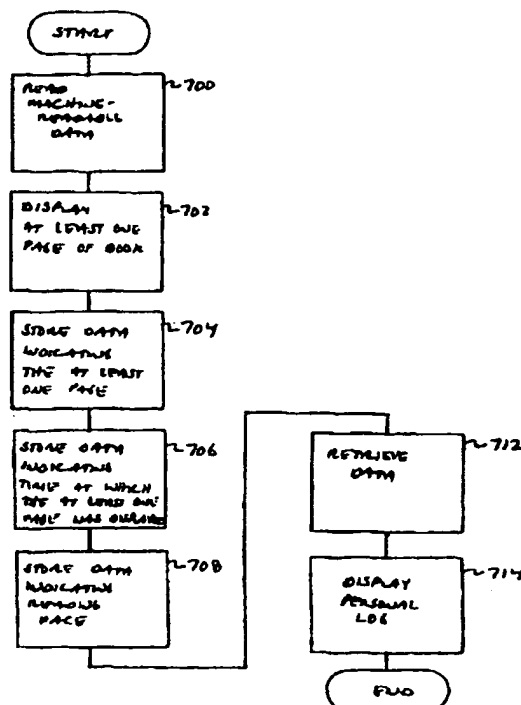 START
READ
MACHINE-
READABLE
DATA
700
DISPLAY
AT LEAST ONE
PAGE OF BOOK
702
STORE DATA
INDICATING
THE AT LEAST
ONE PAGE
704
STORE DATA
INDICATING
TIME AT WHICH
THE AT LEAST ONE
PAGE WAS DISPLAYED
706
STORE DATA
INDICATING
READING
PACE
708
RETRIEVE
DATA
712
DISPLAY
PERSONAL
LOG
714
END